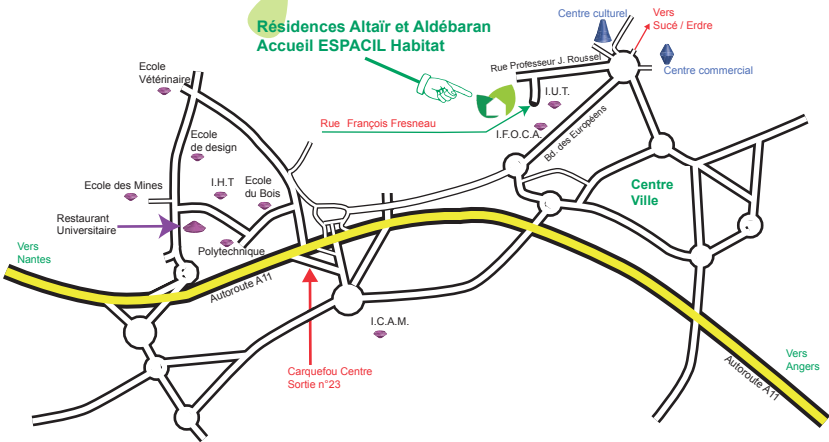 Centre culturel
Vers
Sucé / Erdre
Résidences Altaïr et Aldébaran
Accueil ESPACIL Habitat
Rue Professeur J. Roussel
Centre commercial
Ecole
Vétérinaire
I.U.T.
Rue François Fresneau
I.F.O.C.A.
Bd. des Européens
Ecole
de design
Ecole des Mines
I.H.T
Ecole
du Bois
Centre
Ville
Restaurant
Universitaire
Polytechnique
Vers
Nantes
Autoroute A11
I.C.A.M.
Carquefou Centre
Sortie n°23
Vers
Angers
Autoroute A11